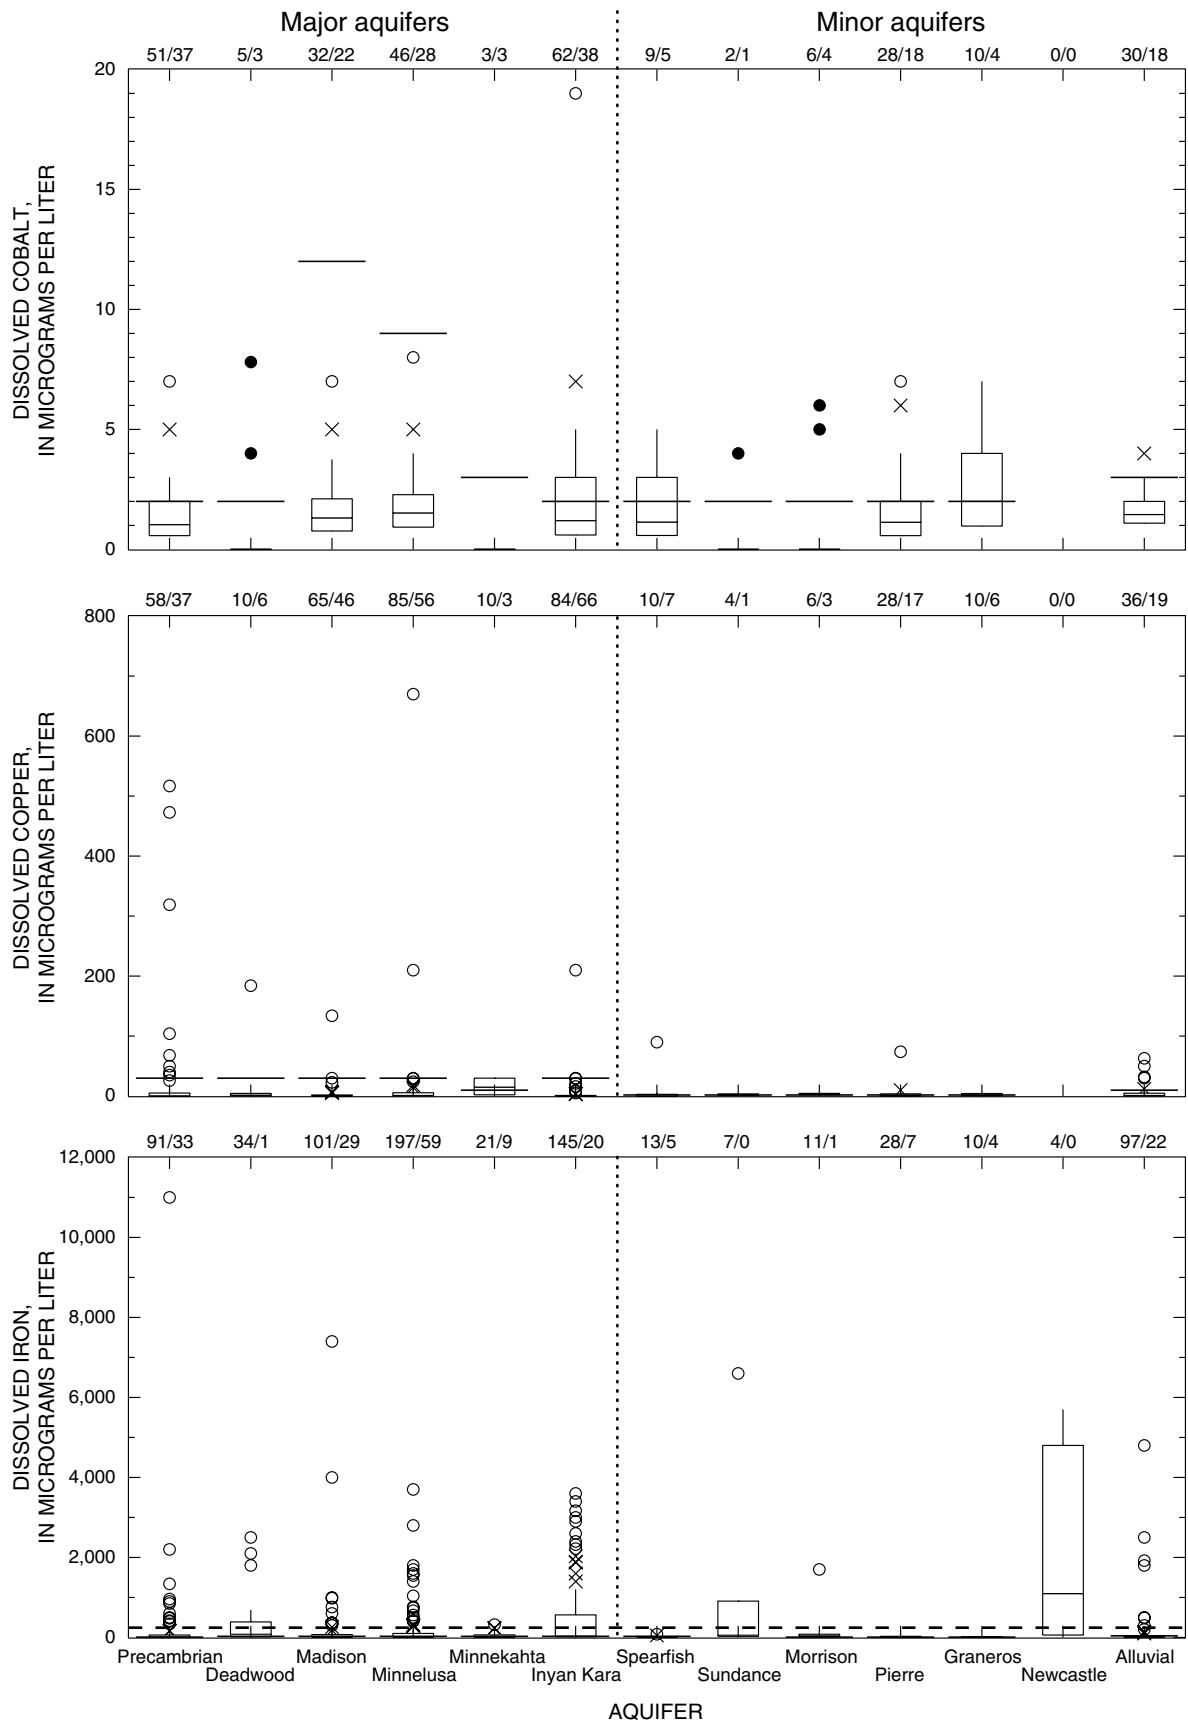 Major aquifers Minor aquifers
51/37 5/3 32/22 46/28 3/3 62/38 9/5 2/1 6/4 28/18 10/4 0/0 30/18
20
15
10
5
0
DISSOLVED COBALT,
IN MICROGRAMS PER LITER
58/37 10/6 65/46 85/56 10/3 84/66 10/7 4/1 6/3 28/17 10/6 0/0 36/19
800
600
400
200
0
DISSOLVED COPPER,
IN MICROGRAMS PER LITER
91/33 34/1 101/29 197/59 21/9 145/20 13/5 7/0 11/1 28/7 10/4 4/0 97/22
12,000
10,000
8,000
6,000
4,000
2,000
0
DISSOLVED IRON,
IN MICROGRAMS PER LITER
Precambrian Madison Minnekahta Spearfish Morrison Graneros Alluvial
Deadwood Minnelusa Inyan Kara Sundance Pierre Newcastle
AQUIFER